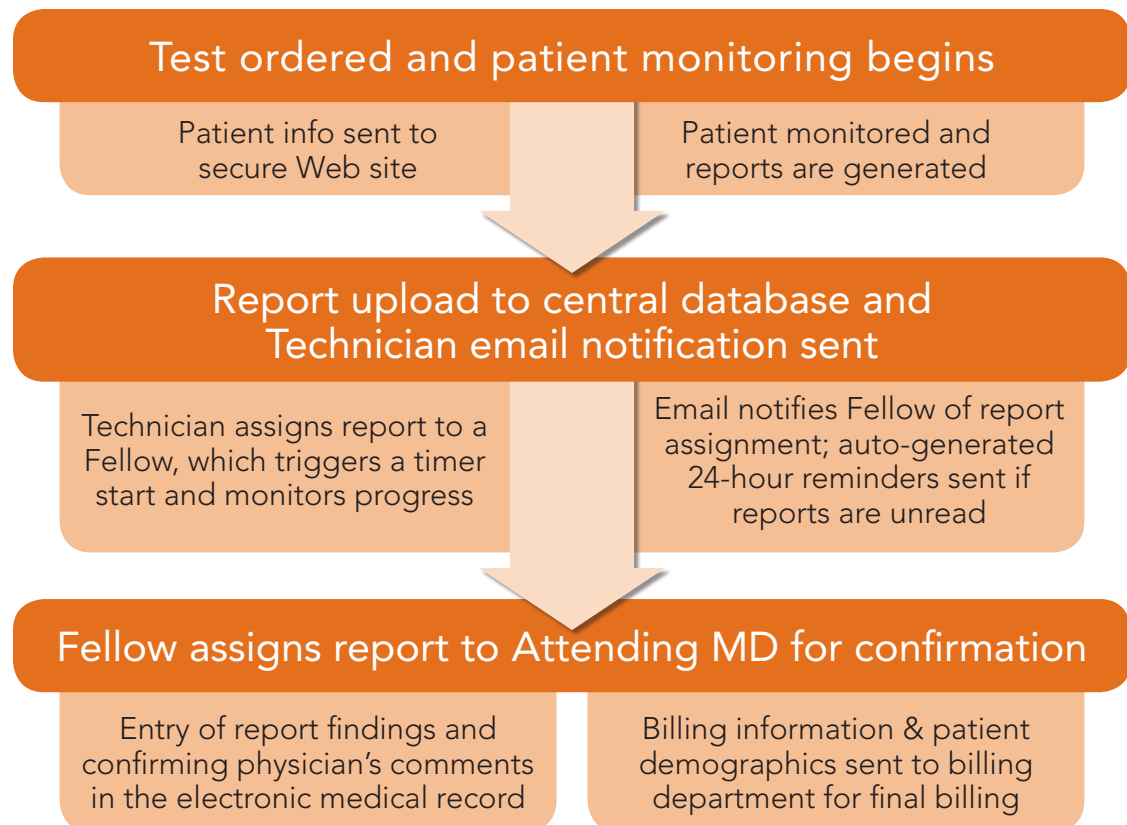 Test ordered and patient monitoring begins
Patient info sent to
secure Web site
Patient monitored and
reports are generated
Report upload to central database and
Technician email notification sent
Technician assigns report to a
Fellow, which triggers a timer
start and monitors progress
Email notifies Fellow of report
assignment; auto-generated
24-hour reminders sent if
reports are unread
Fellow assigns report to Attending MD for confirmation
Entry of report findings and
confirming physician’s comments
in the electronic medical record
Billing information & patient
demographics sent to billing
department for final billing